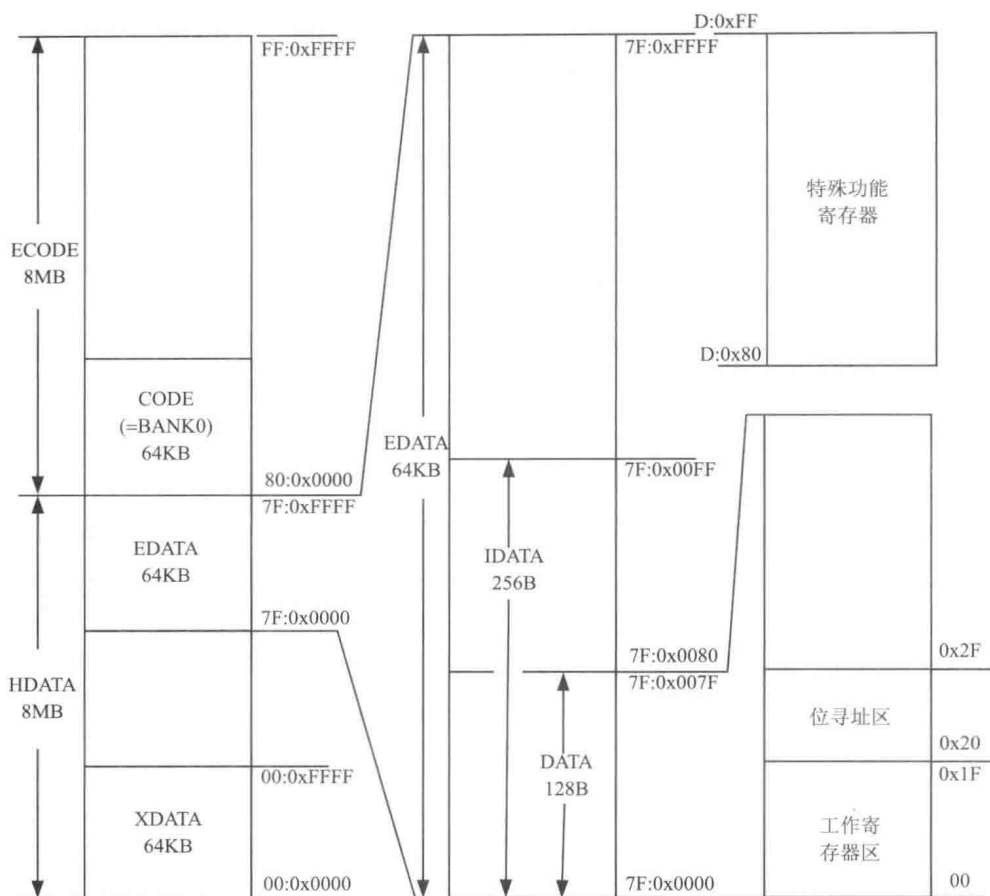 FF:0xFFFF
ECODE
8MB
CODE
(=BANK0)
64KB
80:0x0000
7F:0xFFFF
EDATA
64KB
7F:0x0000
HDATA
8MB
00:0xFFFF
XDATA
64KB
00:0x0000
EDATA
64KB
7F:0xFFFF
7F:0x00FF
IDATA
256B
7F:0x0080
7F:0x007F
DATA
128B
7F:0x0000
D:0xFF
特殊功能
寄存器
D:0x80
0x2F
位寻址区
0x20
0x1F
工作寄
存器区
00